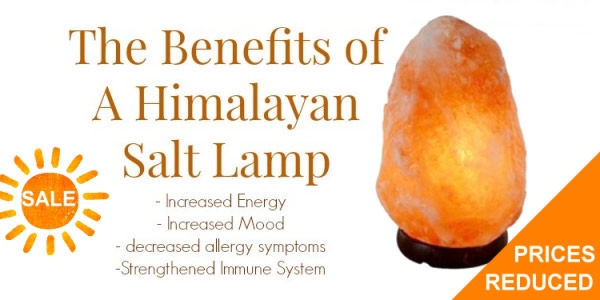 The Benefits of
A Himalayan
Salt Lamp
- Increased Energy
- Increased Mood
- decreased allergy symptoms
-Strengthened Immune System
SALE
PRICES
REDUCED